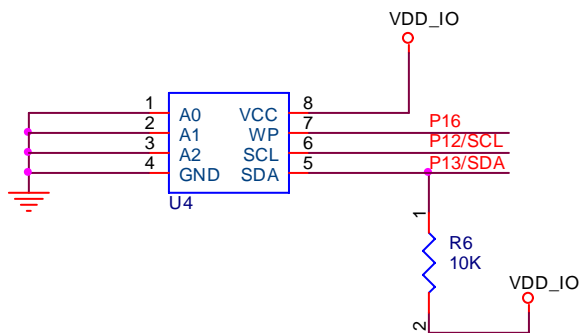 VDD_IO
1 A0 VCC 8
2 A1 WP 7 P16
3 A2 SCL 6 P12/SCL
4 GND SDA 5 P13/SDA
U4
1
R6
10K
VDD_IO
2